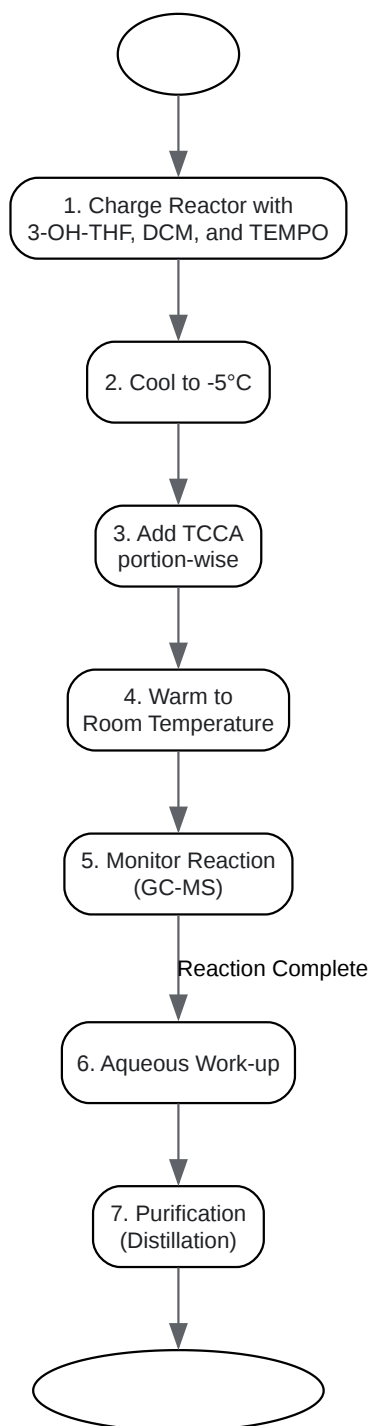 1. Charge Reactor with
3-OH-THF, DCM, and TEMPO
2. Cool to -5°C
3. Add TCCA
portion-wise
4. Warm to
Room Temperature
5. Monitor Reaction
(GC-MS)
Reaction Complete
6. Aqueous Work-up
7. Purification
(Distillation)